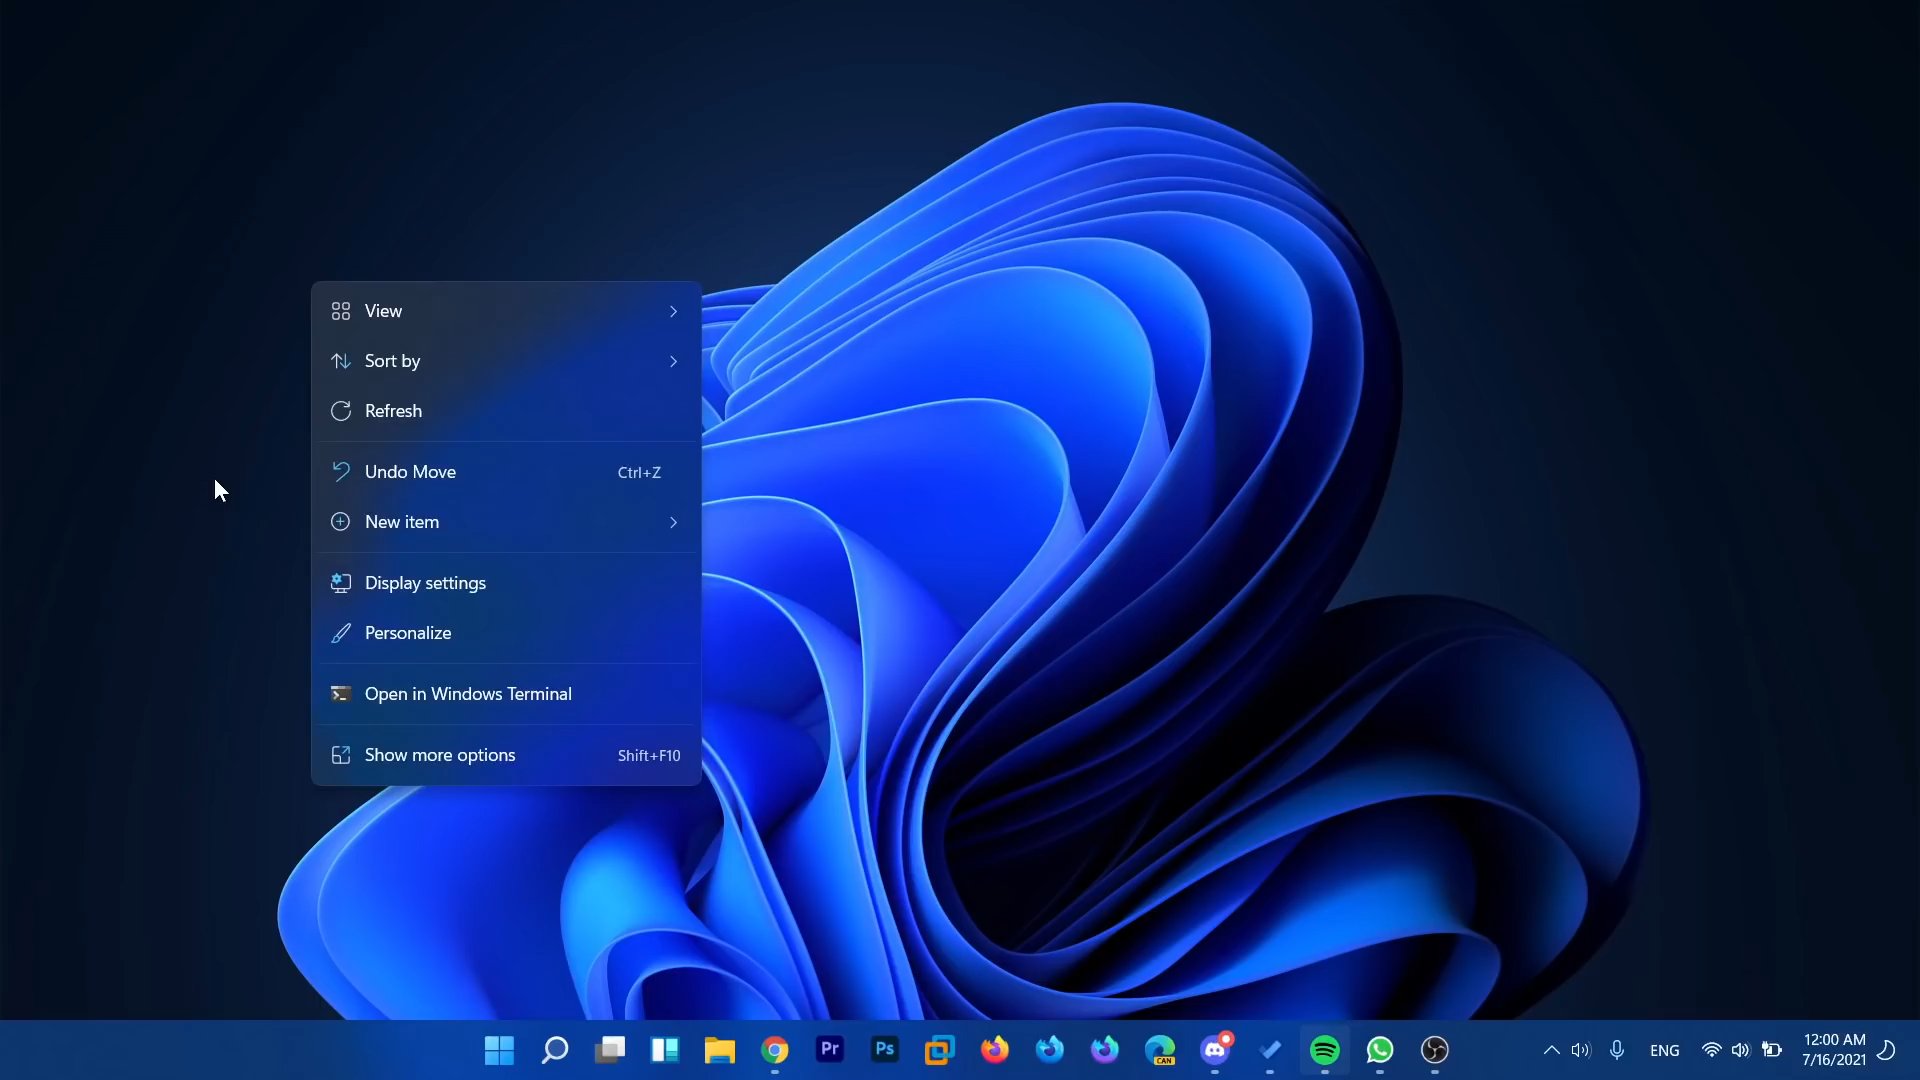 View
Sort by
Refresh
Undo Move Ctrl+Z
New item
Display settings
Personalize
Open in Windows Terminal
Show more options Shift+F10
Pr
Ps
CAN
ENG
12:00 AM
7/16/2021